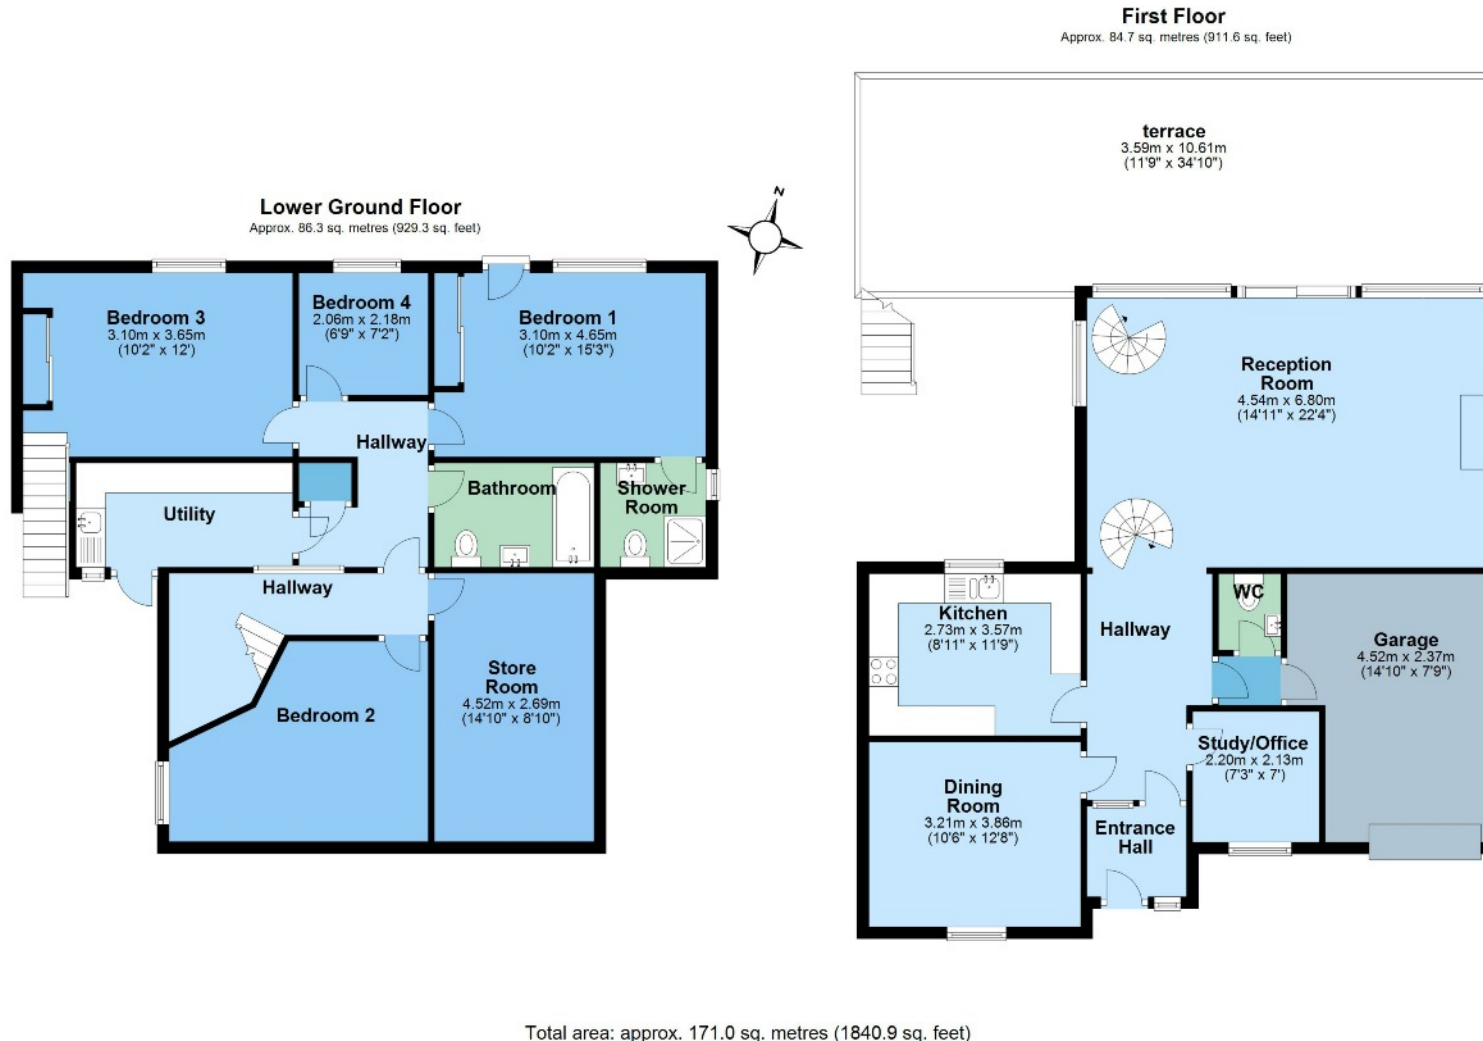 First Floor
Approx. 84.7 sq. metres (911.6 sq. feet)
terrace
3.59m x 10.61m
(11'9" x 34'10")
Lower Ground Floor
Approx. 86.3 sq. metres (929.3 sq. feet)
N
Bedroom 3
3.10m x 3.65m
(10'2" x 12')
Bedroom 4
2.06m x 2.18m
(6'9" x 7'2")
Bedroom 1
3.10m x 4.65m
(10'2" x 15'3")
Hallway
Utility
Bathroom
Shower
Room
Hallway
Store
Room
4.52m x 2.69m
(14'10" x 8'10")
Bedroom 2
Reception
Room
4.54m x 6.80m
(14'11" x 22'4")
Kitchen
2.73m x 3.57m
(8'11" x 11'9")
Hallway
WC
Garage
4.52m x 2.37m
(14'10" x 7'9")
Study/Office
2.20m x 2.13m
(7'3" x 7')
Dining
Room
3.21m x 3.86m
(10'6" x 12'8")
Entrance
Hall
Total area: approx. 171.0 sq. metres (1840.9 sq. feet)